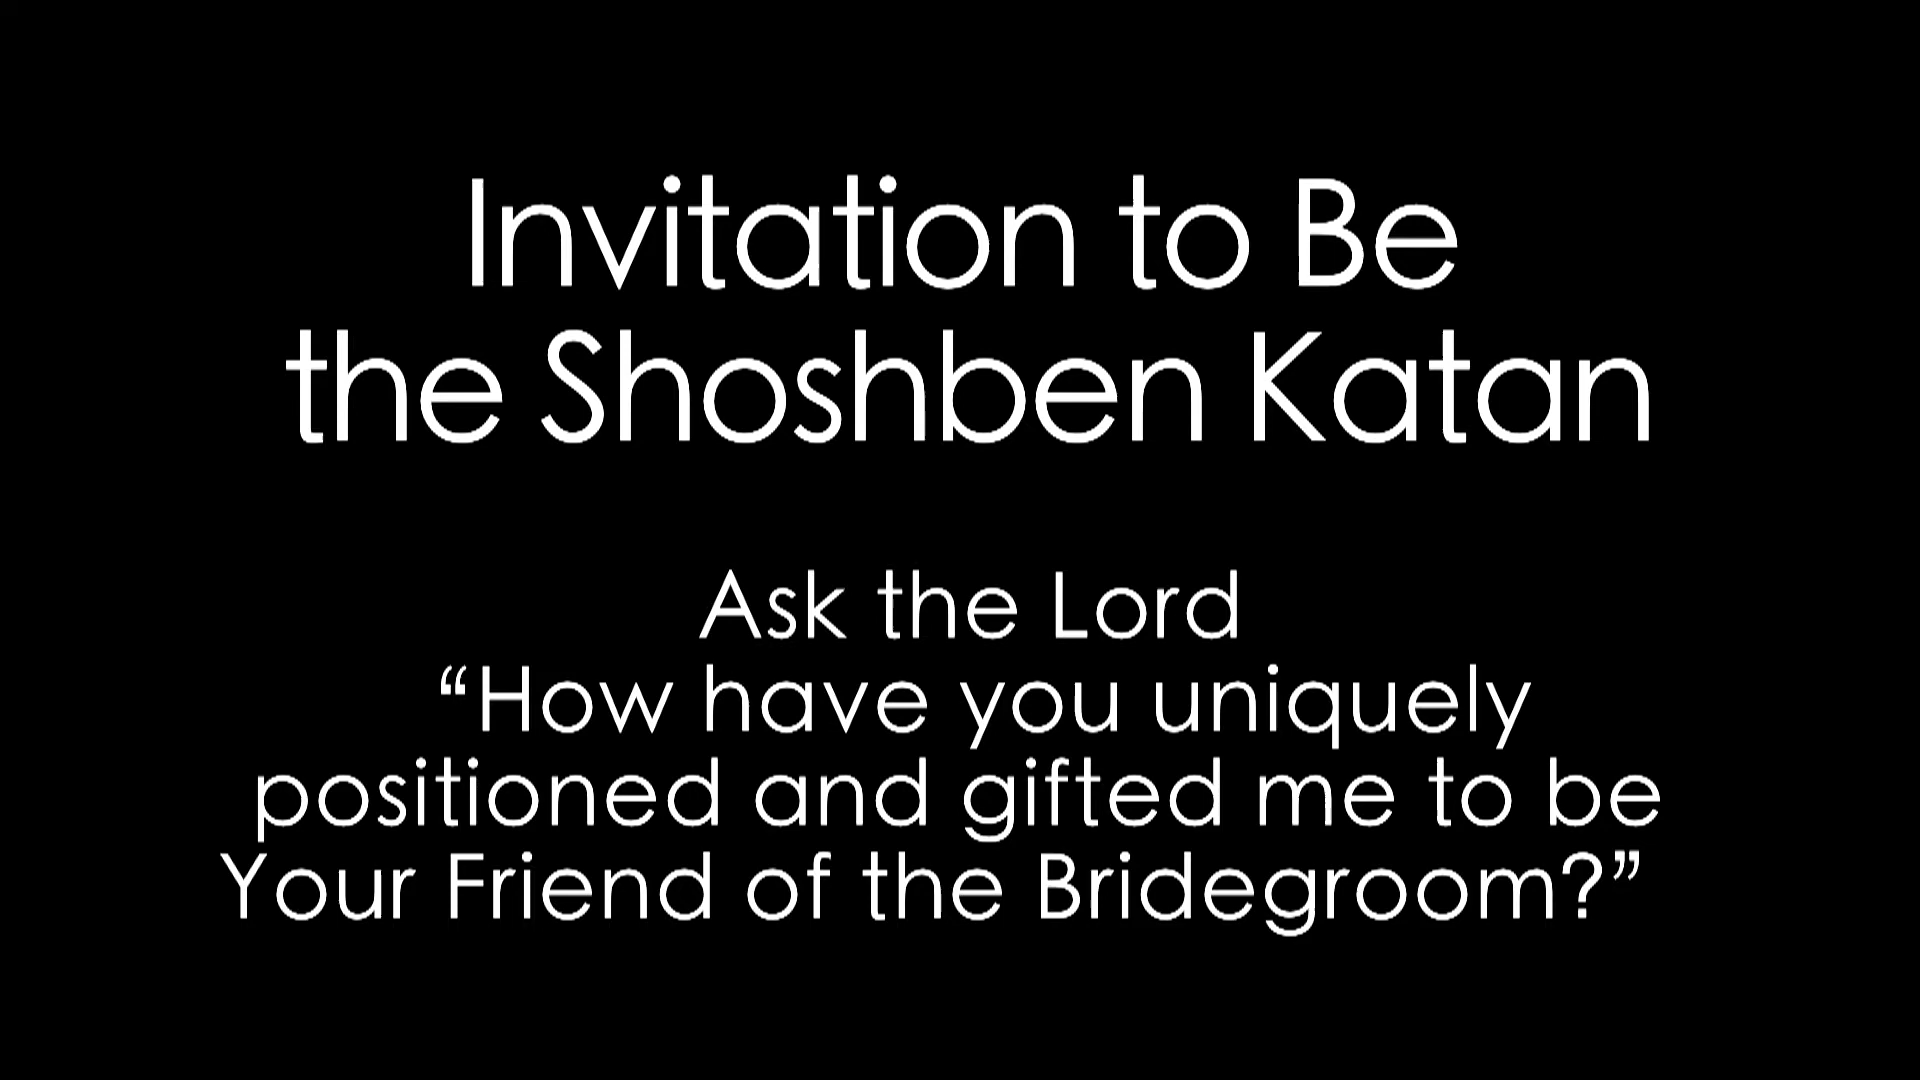 Invitation to Be
the Shoshben Katan
Ask the Lord
“How have you uniquely
positioned and gifted me to be
Your Friend of the Bridegroom?”